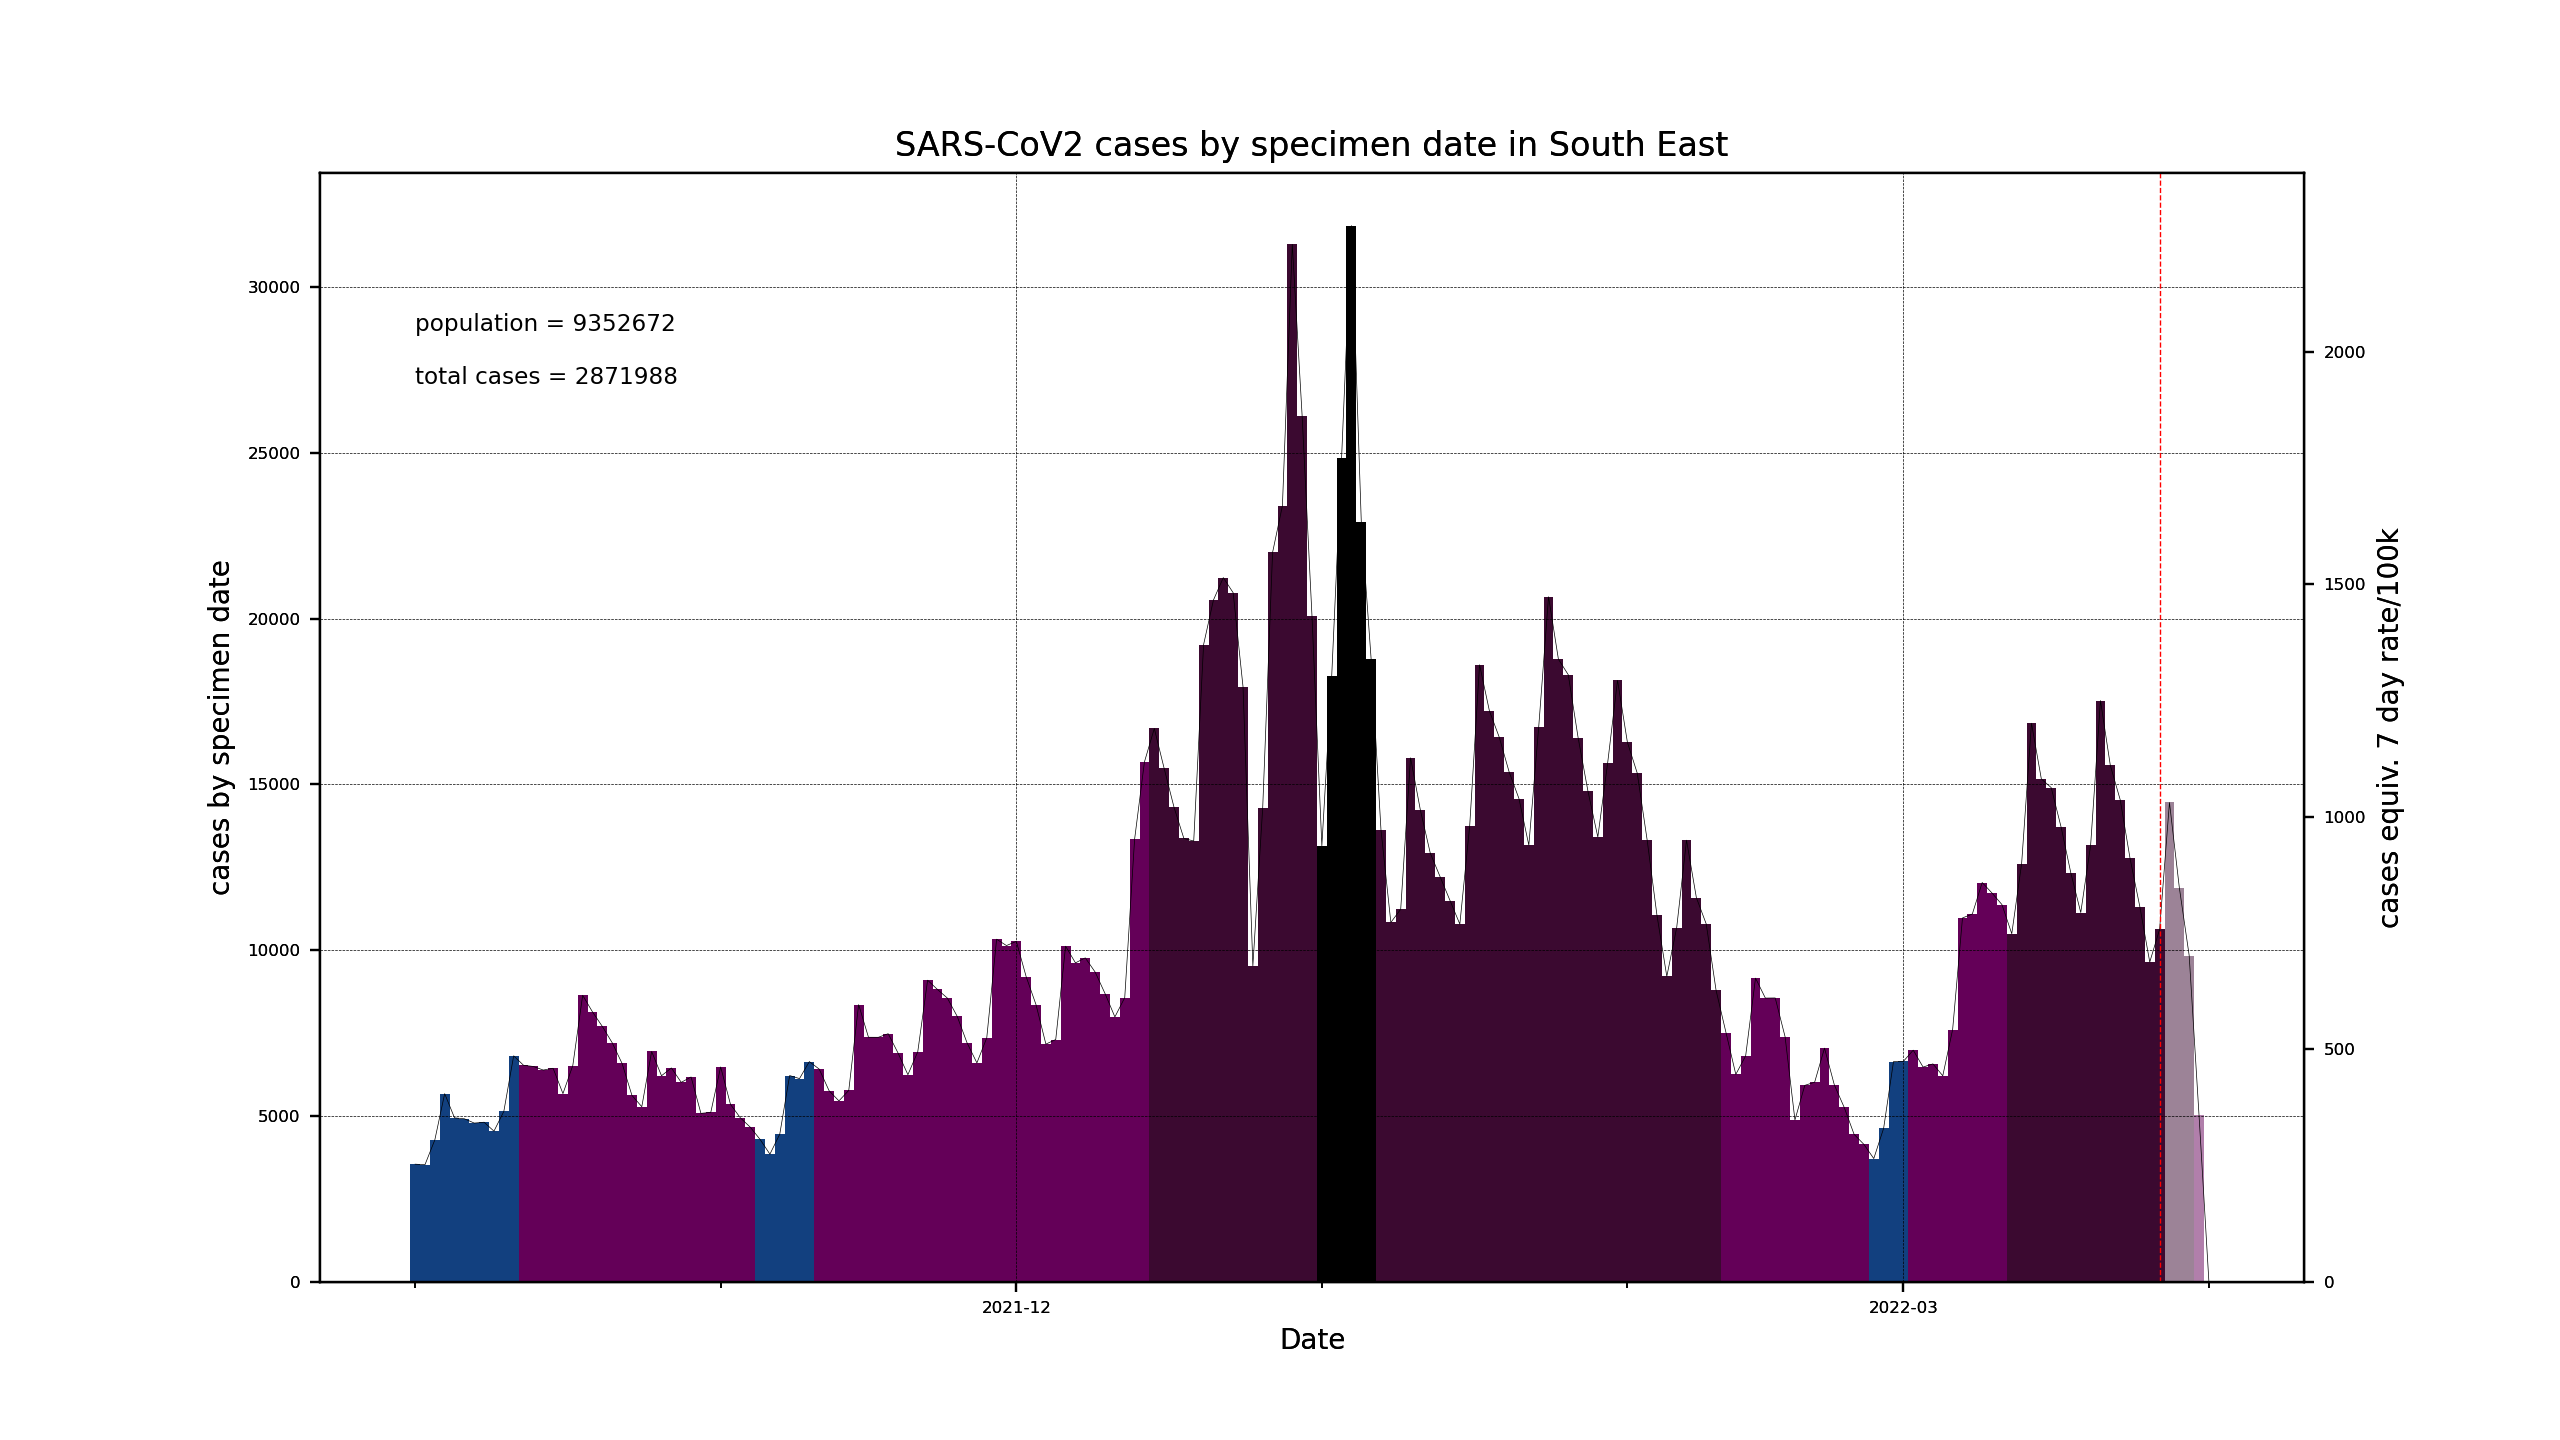 SARS-CoV2 cases by specimen date in South East
population = 9352672
total cases = 2871988
cases by specimen date
30000
25000
20000
15000
10000
5000
0
2000
1500
1000
500
0
cases equiv. 7 day rate/100k
2021-12
2022-03
Date